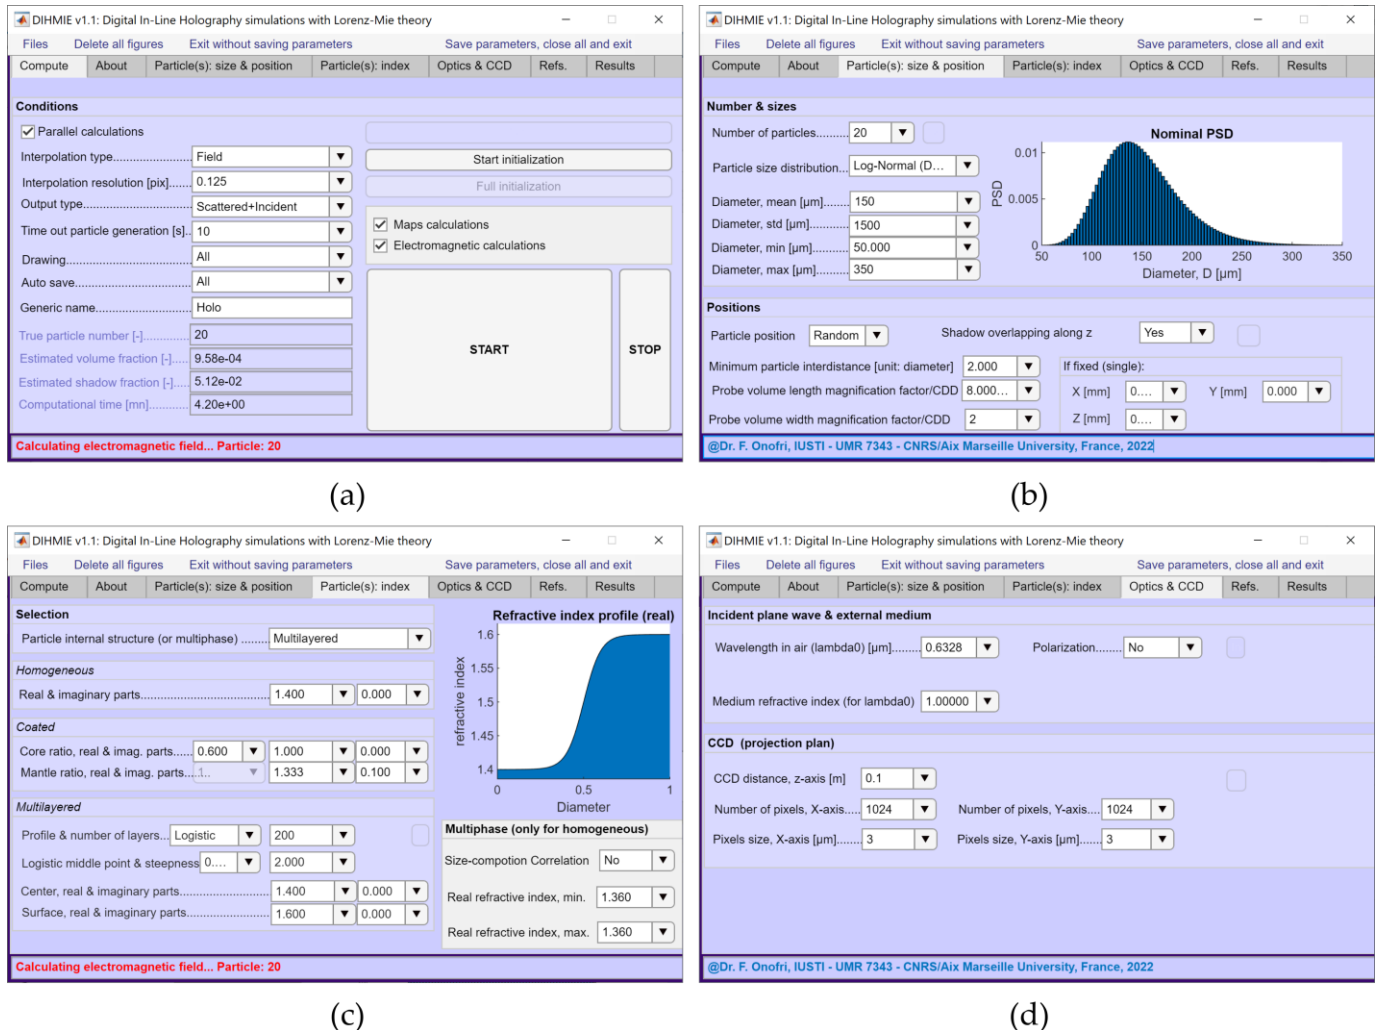 DIHMIE v1.1: Digital In-Line Holography simulations with Lorenz-Mie theory
Files Delete all figures Exit without saving parameters Save parameters, close all and exit
Compute About Particle(s): size & position Particle(s): index Optics & CCD Refs. Results
Conditions
Parallel calculations
Interpolation type........................ Field
Interpolation resolution [pix]...... 0.125
Output type............................... Scattered+Incident
Time out particle generation [s].. 10
Drawing..................................... All
Auto save.................................. All
Generic name............................ Holo
True particle number [-]............. 20
Estimated volume fraction [-]..... 9.58e-04
Estimated shadow fraction [-]... 5.12e-02
Computational time [mn]........... 4.20e+00
Start initialization
Full initialization
Maps calculations
Electromagnetic calculations
START
STOP
Calculating electromagnetic field... Particle: 20
(a)
DIHMIE v1.1: Digital In-Line Holography simulations with Lorenz-Mie theory
Files Delete all figures Exit without saving parameters Save parameters, close all and exit
Compute About Particle(s): size & position Particle(s): index Optics & CCD Refs. Results
Number & sizes
Number of particles.......... 20
Particle size distribution... Log-Normal (D...
Diameter, mean [µm]........ 150
Diameter, std [µm]............ 1500
Diameter, min [µm]........... 50.000
Diameter, max [µm].......... 350
Nominal PSD
PSD
0.01
0.005
0
50 100 150 200 250 300 350
Diameter, D [µm]
Positions
Particle position Random Shadow overlapping along z Yes
Minimum particle interdistance [unit: diameter] 2.000
Probe volume length magnification factor/CDD 8.000...
Probe volume width magnification factor/CDD 2
If fixed (single):
X [mm] 0.... Y [mm] 0.000
Z [mm] 0....
@Dr. F. Onofri, IUSTI - UMR 7343 - CNRS/Aix Marseille University, France, 2022
(b)
DIHMIE v1.1: Digital In-Line Holography simulations with Lorenz-Mie theory
Files Delete all figures Exit without saving parameters Save parameters, close all and exit
Compute About Particle(s): size & position Particle(s): index Optics & CCD Refs. Results
Selection
Particle internal structure (or multiphase) ........ Multilayered
Homogeneous
Real & imaginary parts........................................ 1.400 0.000
Coated
Core ratio, real & imag. parts..... 0.600 1.000 0.000
Mantle ratio, real & imag. parts..... 1.. 1.333 0.100
Multilayered
Profile & number of layers... Logistic 200
Logistic middle point & steepness 0.... 2.000
Center, real & imaginary parts............................ 1.400 0.000
Surface, real & imaginary parts.......................... 1.600 0.000
Refractive index profile (real)
refractive index
1.6
1.55
1.5
1.45
1.4
0 0.5 1
Diameter
Multiphase (only for homogeneous)
Size-compotion Correlation No
Real refractive index, min. 1.360
Real refractive index, max. 1.360
Calculating electromagnetic field... Particle: 20
(c)
DIHMIE v1.1: Digital In-Line Holography simulations with Lorenz-Mie theory
Files Delete all figures Exit without saving parameters Save parameters, close all and exit
Compute About Particle(s): size & position Particle(s): index Optics & CCD Refs. Results
Incident plane wave & external medium
Wavelength in air (lambda0) [µm]........ 0.6328 Polarization........ No
Medium refractive index (for lambda0) 1.00000
CCD (projection plan)
CCD distance, z-axis [m] 0.1
Number of pixels, X-axis..... 1024 Number of pixels, Y-axis.... 1024
Pixels size, X-axis [µm]........ 3 Pixels size, Y-axis [µm]....... 3
@Dr. F. Onofri, IUSTI - UMR 7343 - CNRS/Aix Marseille University, France, 2022
(d)